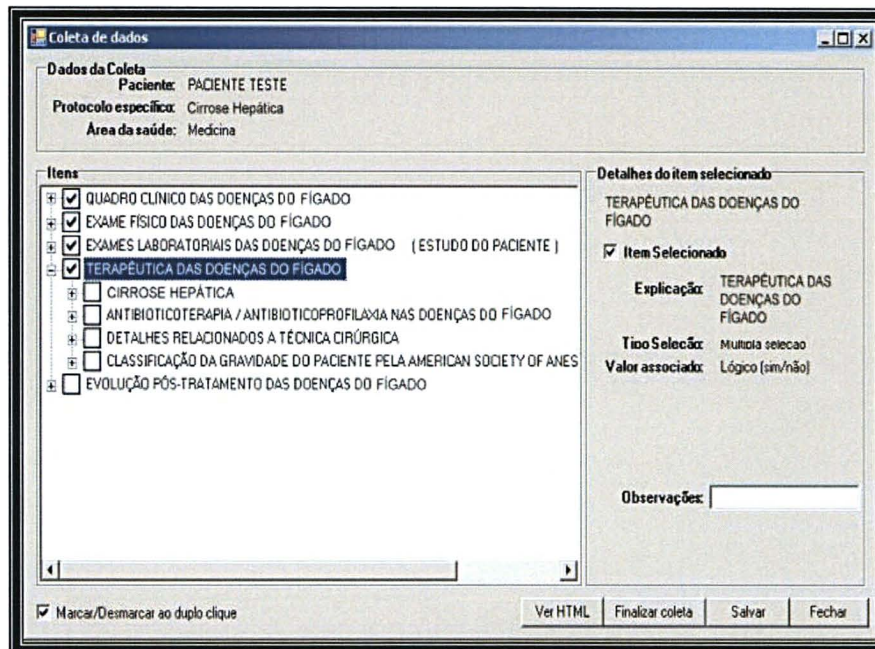 Coleta de dados
Dados da Coleta
Paciente: PACIENTE TESTE
Protocolo específico: Cirrose Hepática
Área da saúde: Medicina
Itens
QUADRO CLÍNICO DAS DOENÇAS DO FÍGADO
EXAME FÍSICO DAS DOENÇAS DO FÍGADO
EXAMES LABORATORIAIS DAS DOENÇAS DO FÍGADO ( ESTUDO DO PACIENTE )
TERAPÊUTICA DAS DOENÇAS DO FÍGADO
CIRROSE HEPÁTICA
ANTIBIOTICOTERAPIA / ANTIBIOTICOPROFILAXIA NAS DOENÇAS DO FÍGADO
DETALHES RELACIONADOS A TÉCNICA CIRÚRGICA
CLASSIFICAÇÃO DA GRAVIDADE DO PACIENTE PELA AMERICAN SOCIETY OF ANES
EVOLUÇÃO PÓS-TRATAMENTO DAS DOENÇAS DO FÍGADO
Detalhes do item selecionado
TERAPÊUTICA DAS DOENÇAS DO
FÍGADO
Item Selecionado
Explicação: TERAPÊUTICA DAS
DOENÇAS DO
FÍGADO
Tipo Seleção: Multipla selecao
Valor associado: Lógico (sim/não)
Observações:
Marcar/Desmarcar ao duplo clique
Ver HTML Finalizar coleta Salvar Fechar